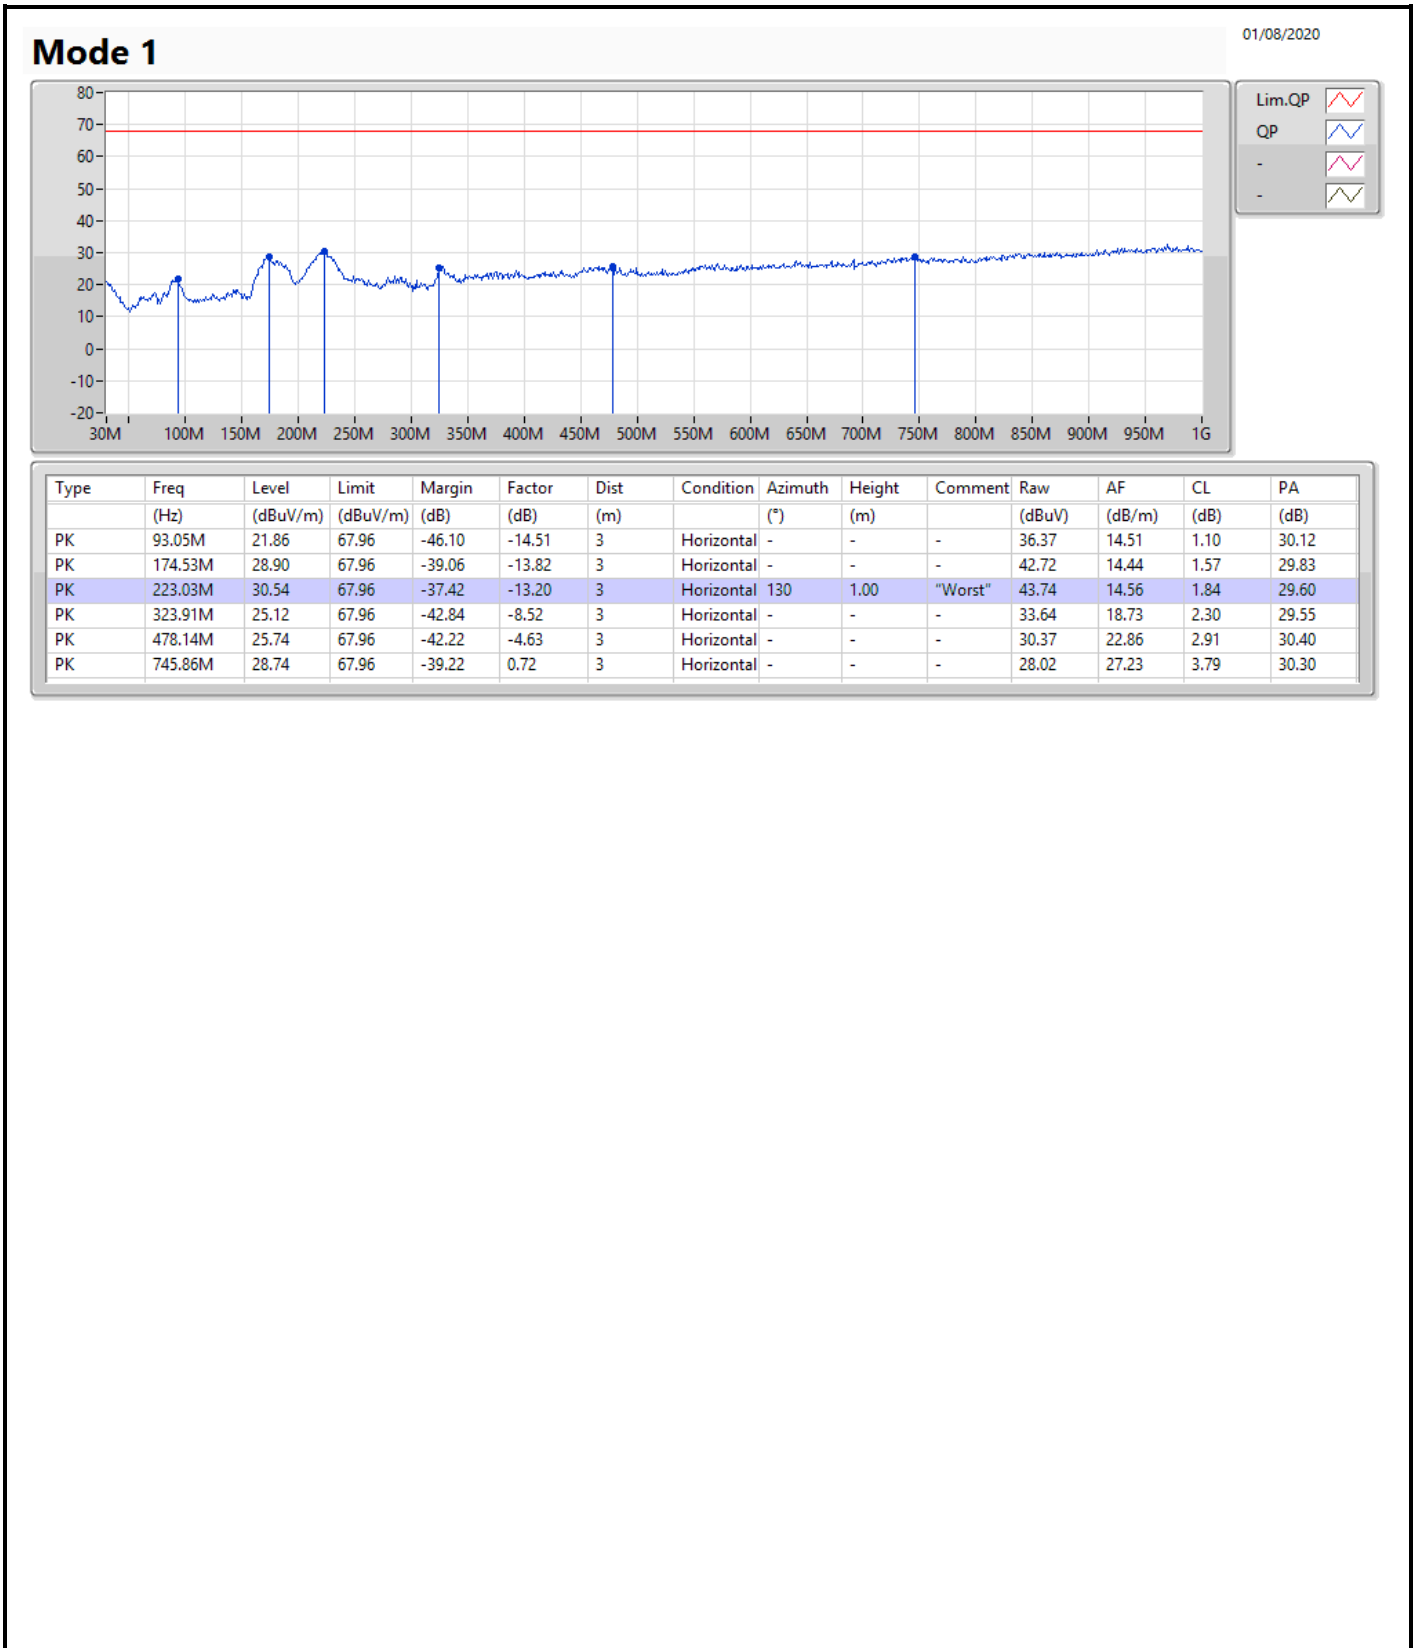 01/08/2020
Mode 1
80
70
60
50
40
30
20
10
0
-10
-20
30M 100M 150M 200M 250M 300M 350M 400M 450M 500M 550M 600M 650M 700M 750M 800M 850M 900M 950M 1G
Lim.QP
QP
-
-
Type Freq Level Limit Margin Factor Dist Condition Azimuth Height Comment Raw AF CL PA
(Hz) (dBuV/m) (dBuV/m) (dB) (dB) (m) (°) (m) (dBuV) (dB/m) (dB) (dB)
PK 93.05M 21.86 67.96 -46.10 -14.51 3 Horizontal - - - 36.37 14.51 1.10 30.12
PK 174.53M 28.90 67.96 -39.06 -13.82 3 Horizontal - - - 42.72 14.44 1.57 29.83
PK 223.03M 30.54 67.96 -37.42 -13.20 3 Horizontal 130 1.00 "Worst" 43.74 14.56 1.84 29.60
PK 323.91M 25.12 67.96 -42.84 -8.52 3 Horizontal - - - 33.64 18.73 2.30 29.55
PK 478.14M 25.74 67.96 -42.22 -4.63 3 Horizontal - - - 30.37 22.86 2.91 30.40
PK 745.86M 28.74 67.96 -39.22 0.72 3 Horizontal - - - 28.02 27.23 3.79 30.30